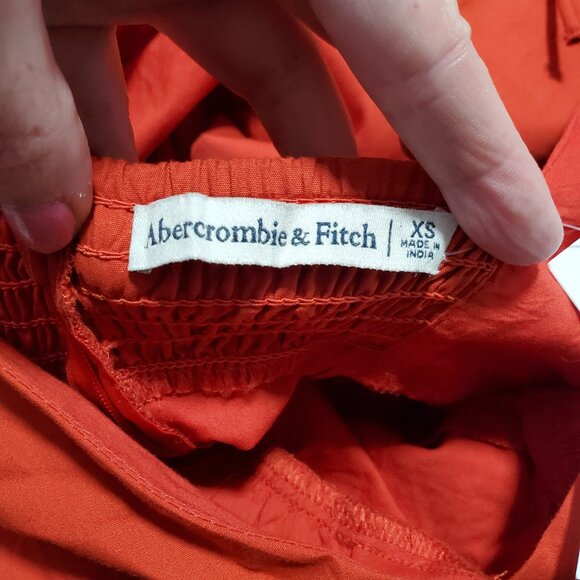 Abercrombie & Fitch | XS
MADE IN
INDIA